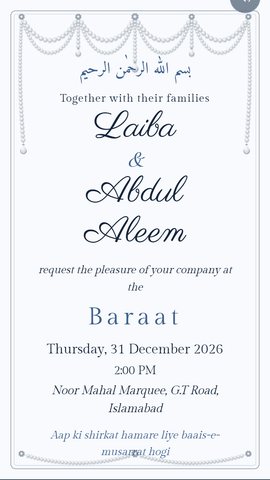 بسم الله الرحمن الرحيم
Together with their families
Laiba
&
Abdul
Aleem
request the pleasure of your company at
the
Baraat
Thursday, 31 December 2026
2:00 PM
Noor Mahal Marquee, G.T Road,
Islamabad
Aap ki shirkat hamare liye baais-e-
musarrat hogi